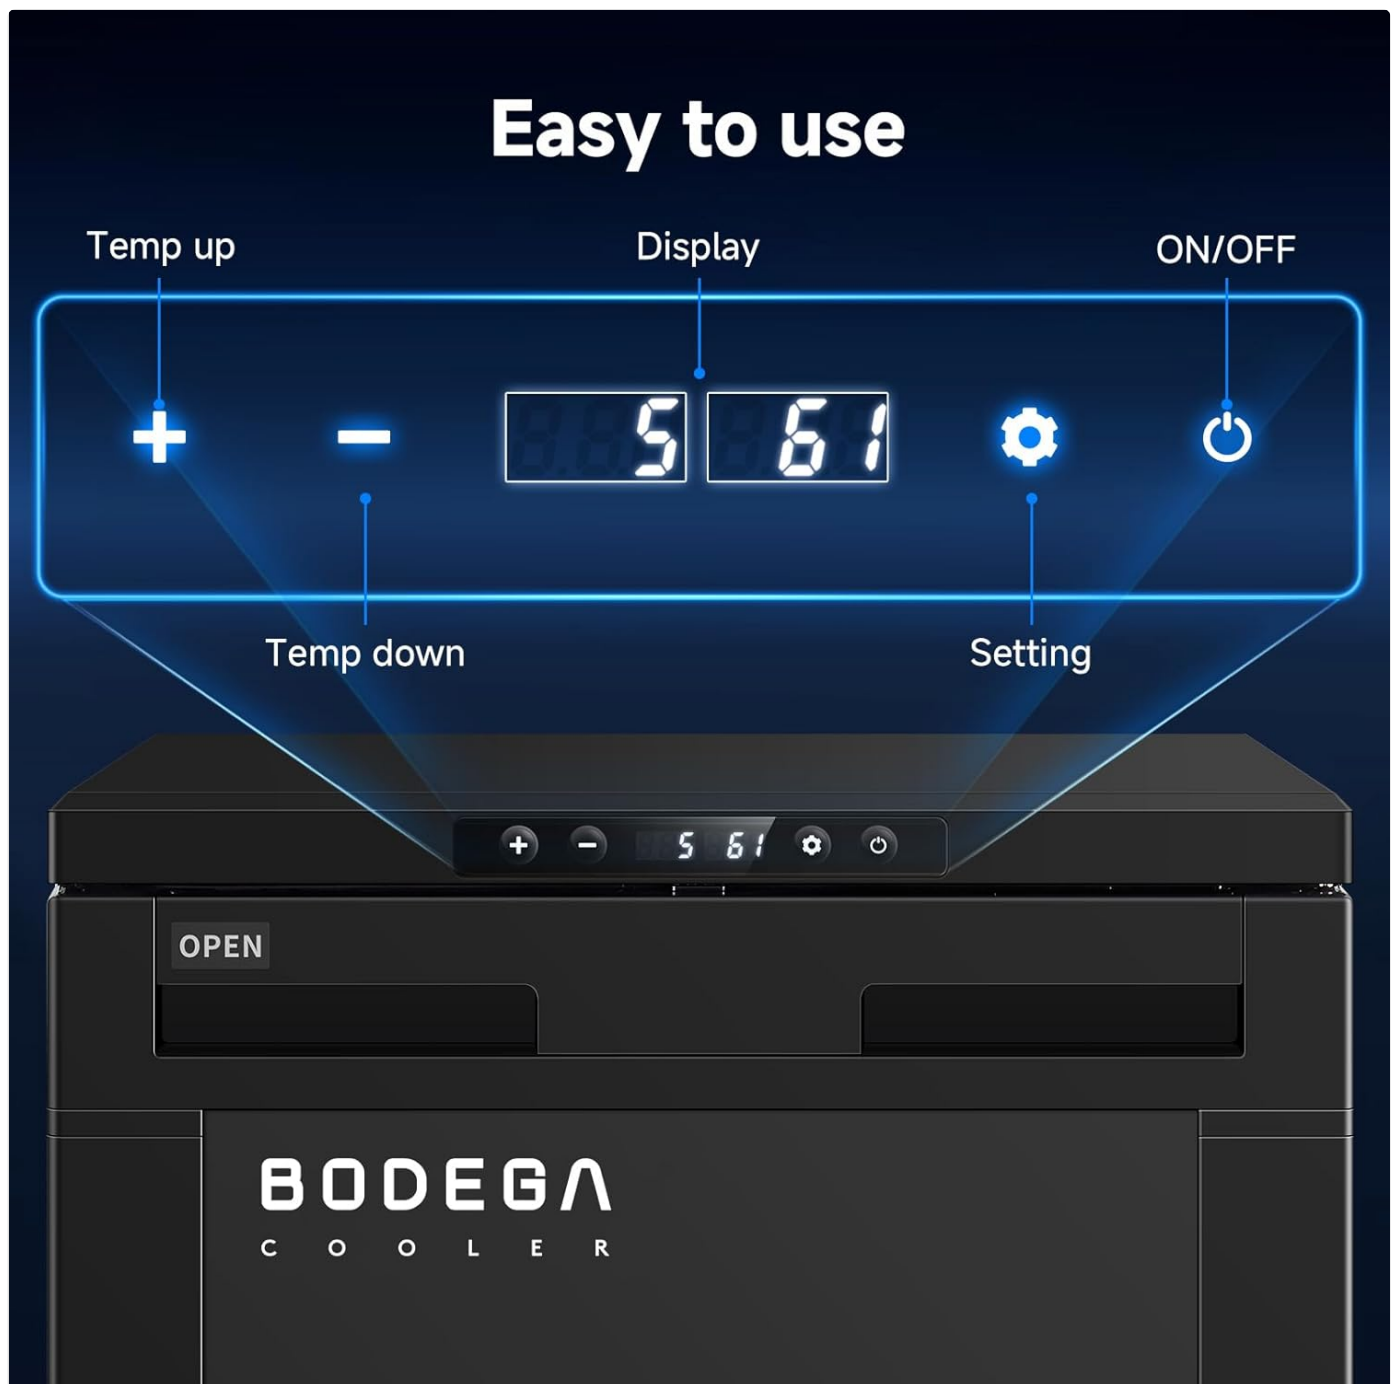 Easy to use
Temp up
Display
ON/OFF
5 61
Temp down
Setting
5 61
OPEN
BODEGA
COOLER